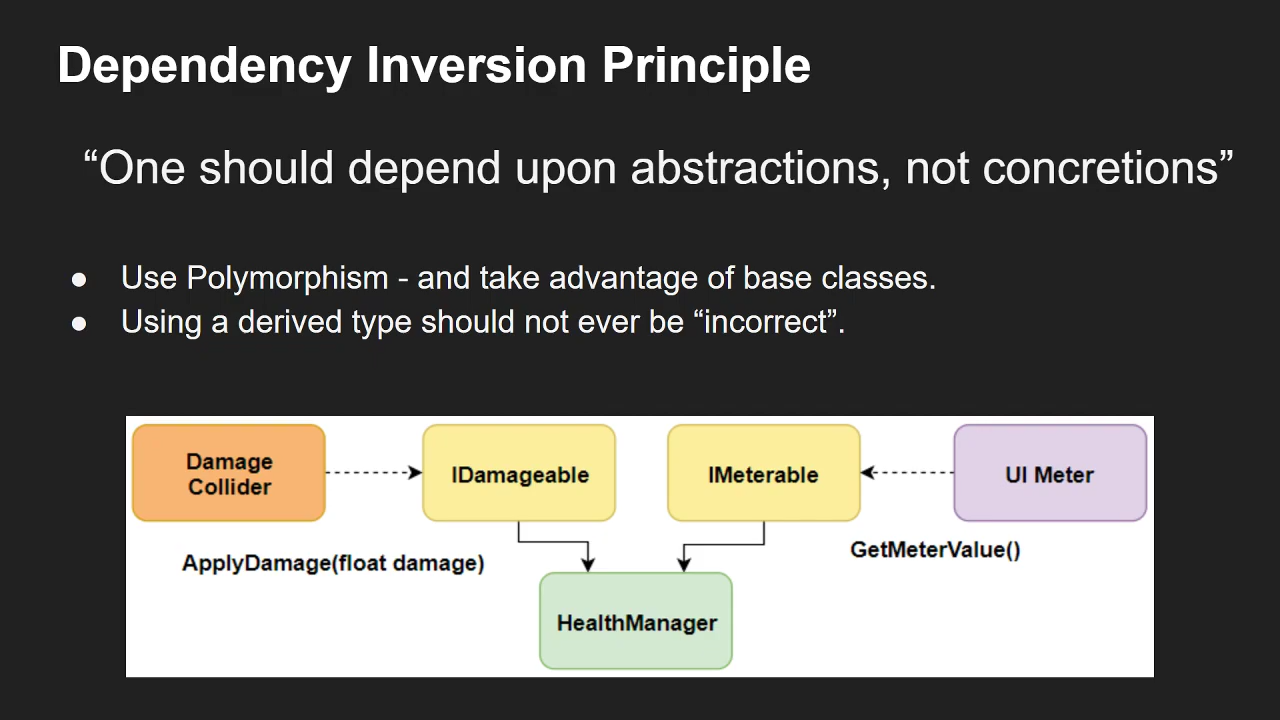 Dependency Inversion Principle
“One should depend upon abstractions, not concretions”
● Use Polymorphism - and take advantage of base classes.
● Using a derived type should not ever be “incorrect”.
Damage
Collider
IDamageable
IMeterable
UI Meter
ApplyDamage(float damage)
GetMeterValue()
HealthManager